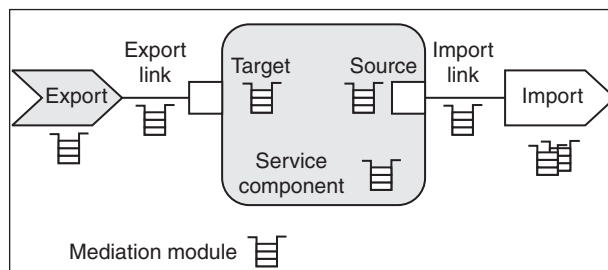 Export
link
Import
link
Target
Source
Export
Import
Service
component
Mediation module